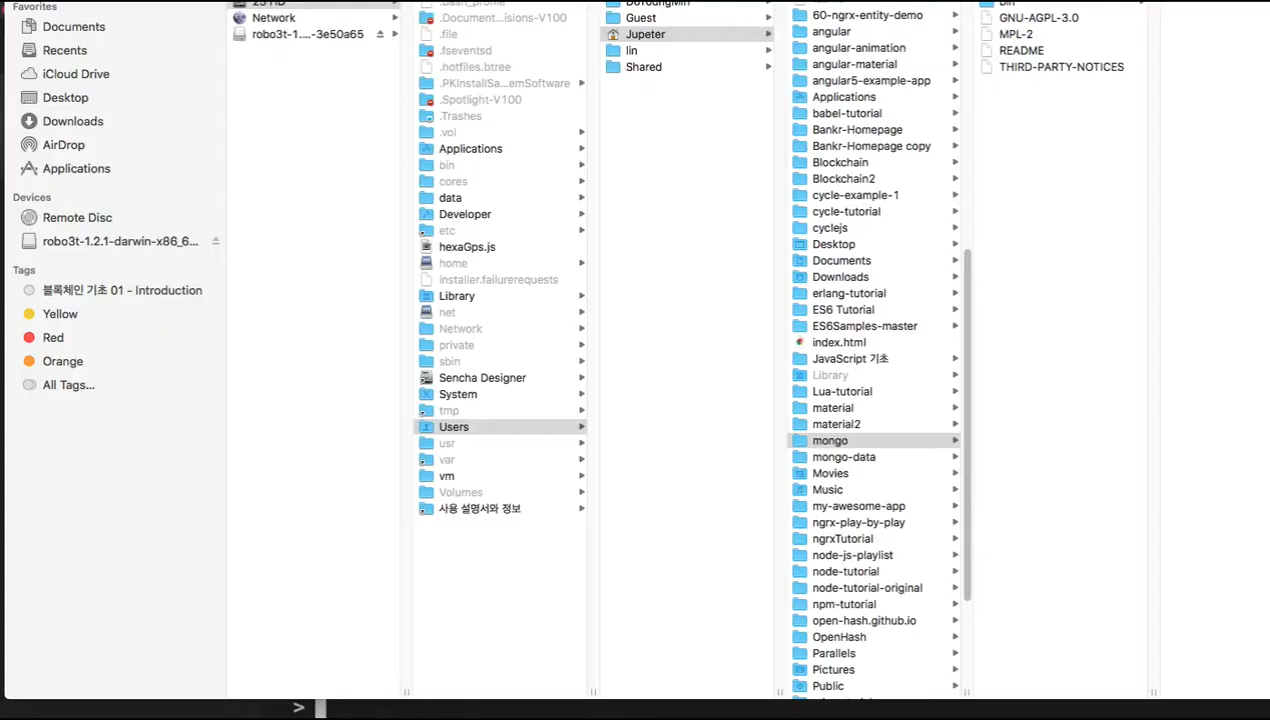 Favorites
Documents
Recents
iCloud Drive
Desktop
Downloads
AirDrop
Applications
Devices
Remote Disc
robo3t-1.2.1-darwin-x86_6...
Tags
블록체인 기초 01 - Introduction
Yellow
Red
Orange
All Tags...
Network
robo3t-1....-3e50a65
.bash_profile
.Document...isions-V100
.file
.fseventsd
.hotfiles.btree
.PKInstallSa...emSoftware
.Spotlight-V100
.Trashes
.vol
Applications
bin
cores
data
Developer
etc
hexaGps.js
home
installer.failurerequests
Library
net
Network
private
sbin
Sencha Designer
System
tmp
Users
usr
var
vm
Volumes
사용 설명서와 정보
Guest
Jupeter
lin
Shared
60-ngrx-entity-demo
angular
angular-animation
angular-material
angular5-example-app
Applications
babel-tutorial
Bankr-Homepage
Bankr-Homepage copy
Blockchain
Blockchain2
cycle-example-1
cycle-tutorial
cyclejs
Desktop
Documents
Downloads
erlang-tutorial
ES6 Tutorial
ES6Samples-master
index.html
JavaScript 기초
Library
Lua-tutorial
material
material2
mongo
mongo-data
Movies
Music
my-awesome-app
ngrx-play-by-play
ngrxTutorial
node-js-playlist
node-tutorial
node-tutorial-original
npm-tutorial
open-hash.github.io
OpenHash
Parallels
Pictures
Public
bin
GNU-AGPL-3.0
MPL-2
README
THIRD-PARTY-NOTICES
>